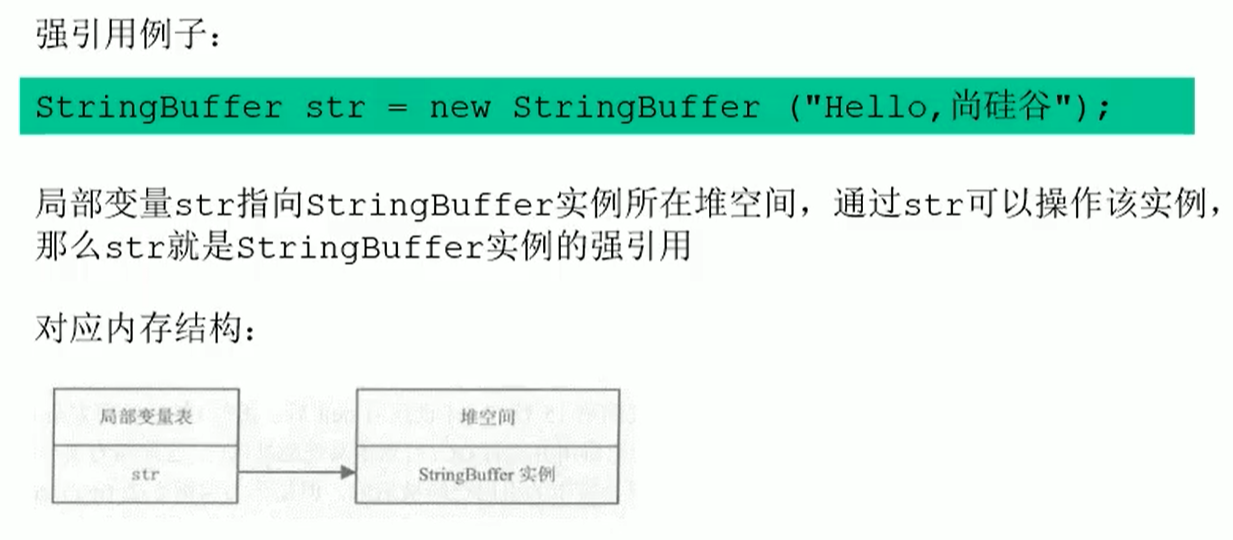 强引用例子：
StringBuffer str = new StringBuffer ("Hello,尚硅谷");
局部变量str指向StringBuffer实例所在堆空间，通过str可以操作该实例，
那么str就是StringBuffer实例的强引用
对应内存结构：
局部变量表
堆空间
str
StringBuffer 实例